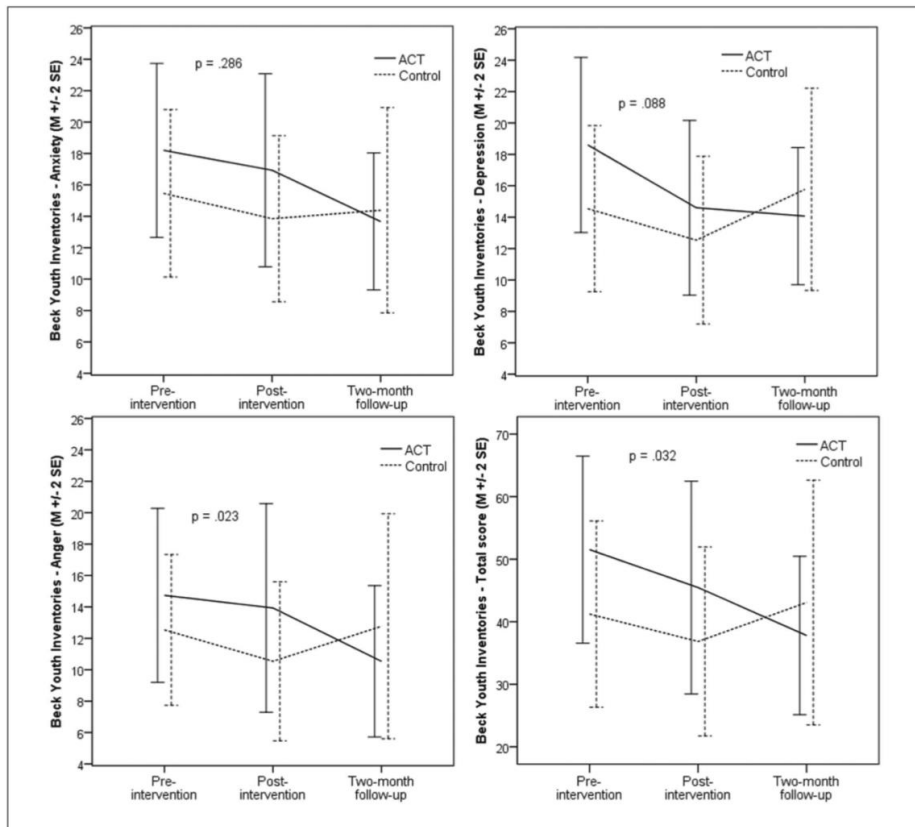 Beck Youth Inventories - Anxiety (M +/- 2 SE)
26
24
22
20
18
16
14
12
10
8
6
4
p = .286
ACT
Control
Pre-
intervention
Post-
intervention
Two-month
follow-up
Beck Youth Inventories - Depression (M +/- 2 SE)
26
24
22
20
18
16
14
12
10
8
6
4
p = .088
ACT
Control
Pre-
intervention
Post-
intervention
Two-month
follow-up
Beck Youth Inventories - Anger (M +/- 2 SE)
26
24
22
20
18
16
14
12
10
8
6
4
p = .023
ACT
Control
Pre-
intervention
Post-
intervention
Two-month
follow-up
Beck Youth Inventories - Total score (M +/- 2 SE)
70
60
50
40
30
20
p = .032
ACT
Control
Pre-
intervention
Post-
intervention
Two-month
follow-up